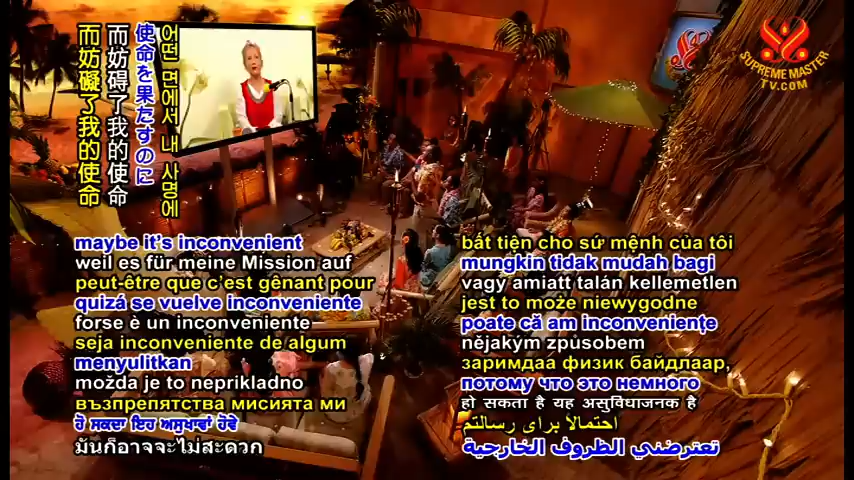 어떤 면에서 내 사명에
使命を果たすのに
而妨碍了我的使命
而妨礙了我的使命
SUPREME MASTER
TV.COM
maybe it's inconvenient
weil es für meine Mission auf
peut-être que c'est gênant pour
quizá se vuelve inconveniente
forse è un inconveniente
seja inconveniente de algum
menyulitkan
možda je to neprikladno
възпрепятства мисията ми
ਹੋ ਸਕਦਾ ਇਹ ਅਸੁਖਾਵਾਂ ਹੋਵੇ
มันก็อาจจะไม่สะดวก
bất tiện cho sứ mệnh của tôi
mungkin tidak mudah bagi
vagy amiatt talán kellemetlen
jest to może niewygodne
poate că am inconveniențe
nějakým způsobem
заримдаа физик байдлаар,
потому что это немного
हो सकता है यह असुविधाजनक है
احتمالاً برای رسالتم
تعترضني الظروف الخارجية